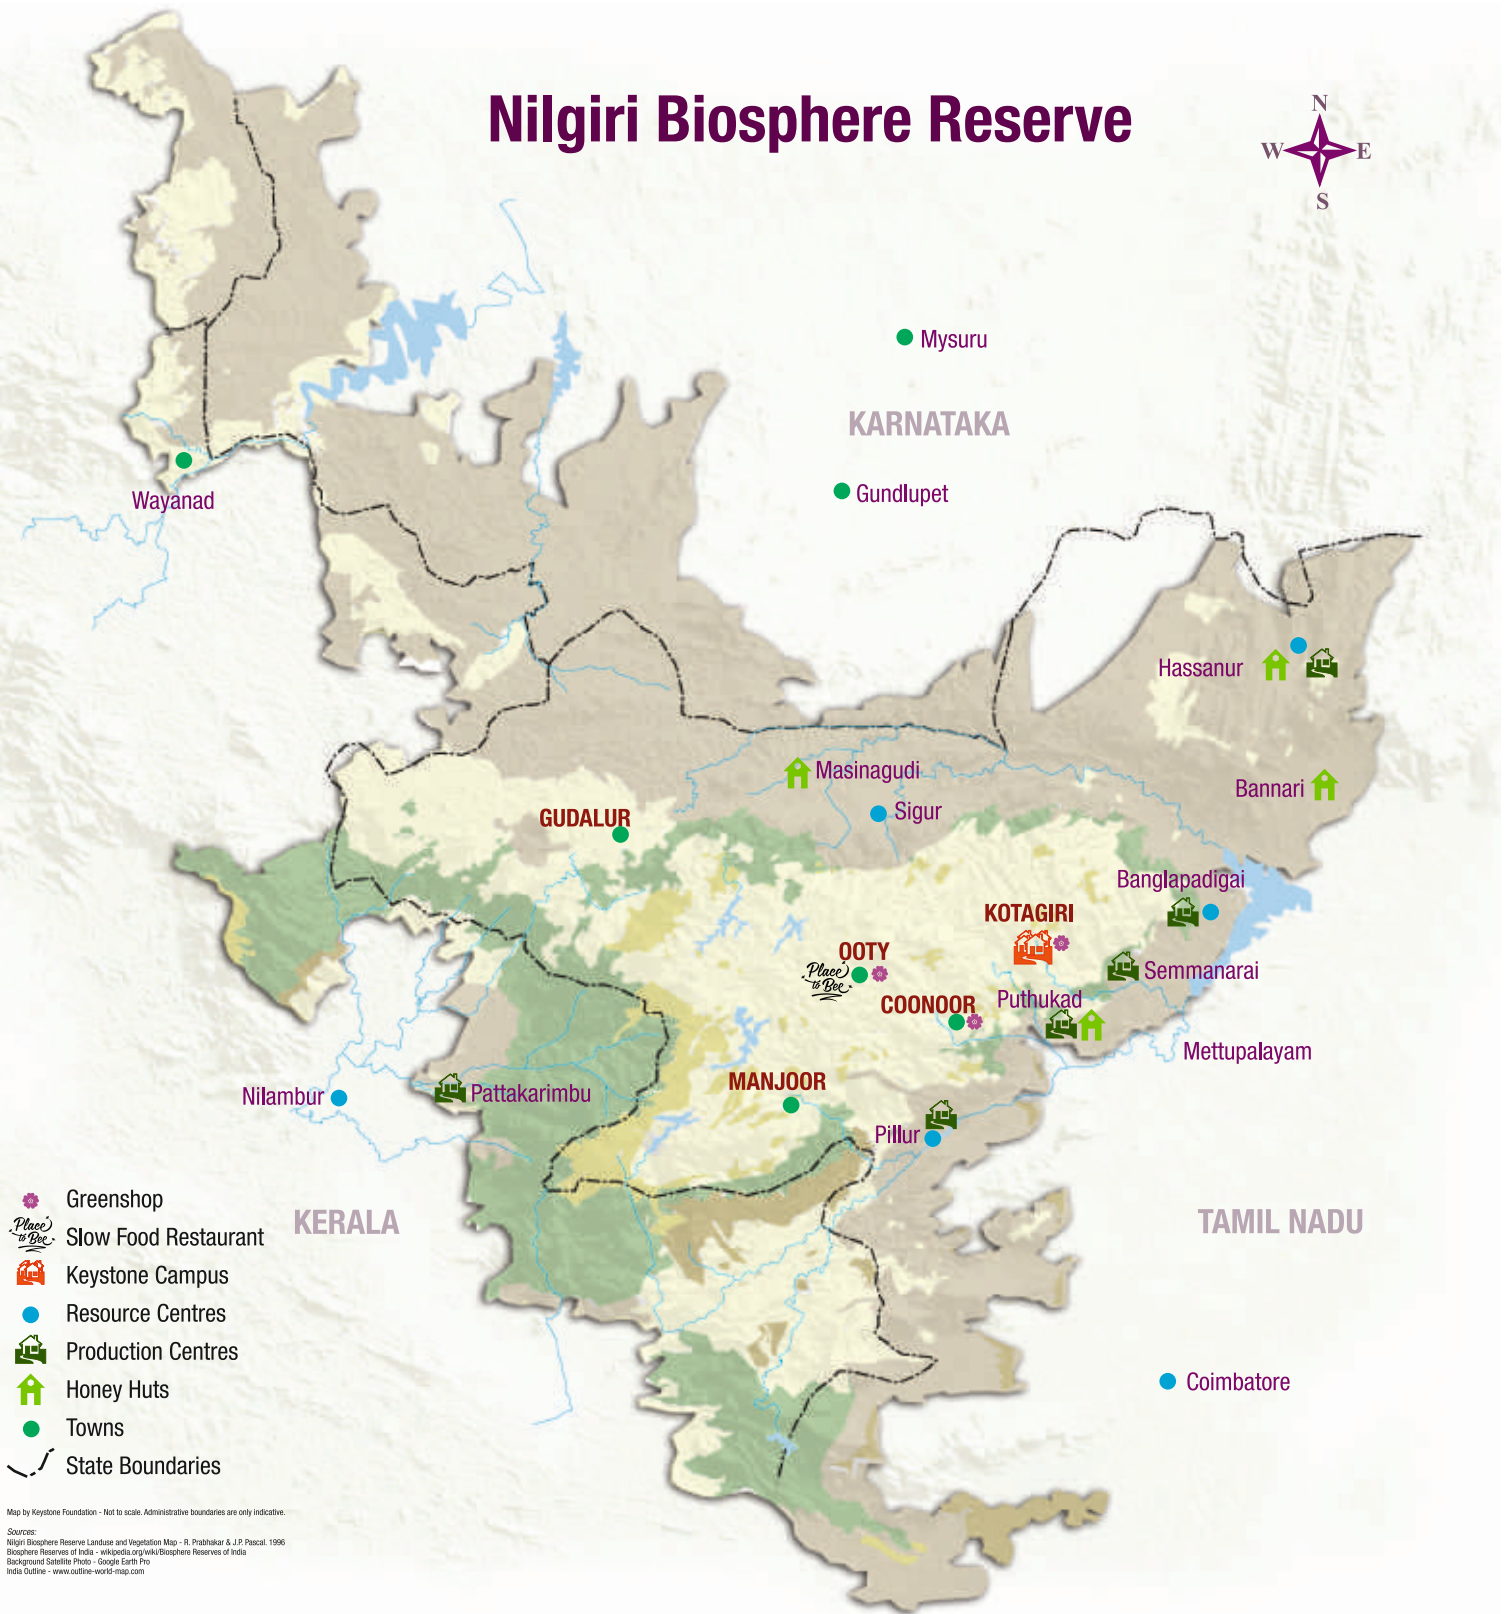 Nilgiri Biosphere Reserve
N
W
E
S
Mysuru
KARNATAKA
Gundlupet
Wayanad
Hassanur
Masinagudi
Bannari
Sigur
GUDALUR
Banglapadigai
KOTAGIRI
OOTY
Place
to Bee
Semmanarai
COONOOR
Puthukad
Mettupalayam
MANJOOR
Nilambur
Pattakarimbu
Pillur
KERALA
TAMIL NADU
Coimbatore
Greenshop
Place
to Bee
Slow Food Restaurant
Keystone Campus
Resource Centres
Production Centres
Honey Huts
Towns
State Boundaries
Map by Keystone Foundation - Not to scale. Administrative boundaries are only indicative.
Sources:
Nilgiri Biosphere Reserve Landuse and Vegetation Map - R. Prabhakar & J.P. Pascal. 1996
Biosphere Reserves of India - wikipedia.org/wiki/Biosphere Reserves of India
Background Satellite Photo - Google Earth Pro
India Outline - www.outline-world-map.com